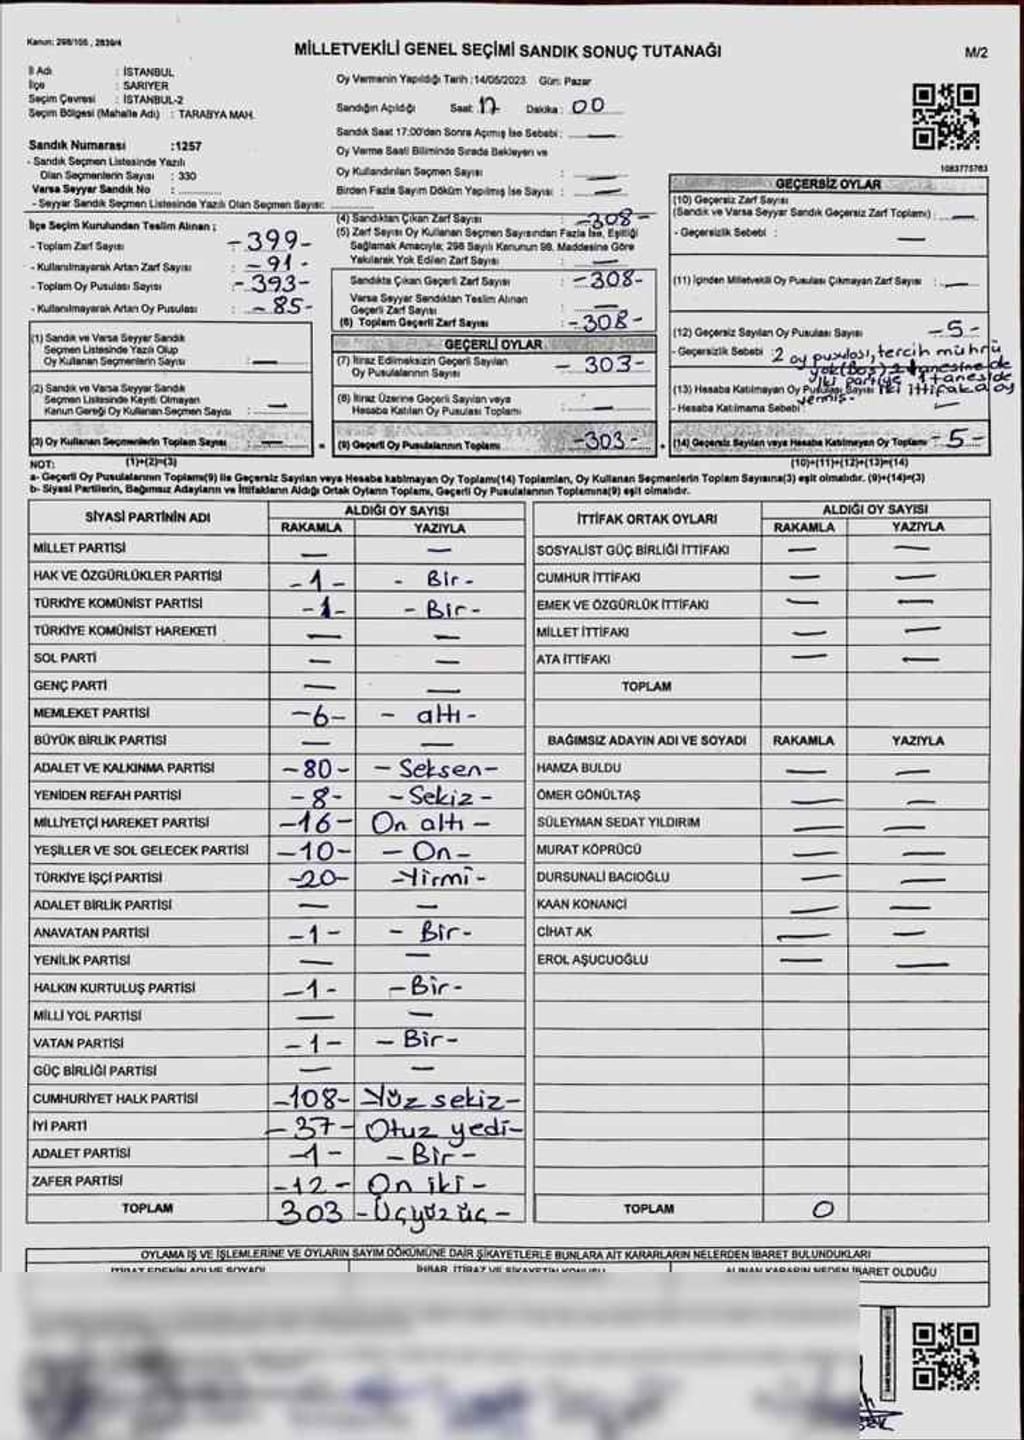 Kanun: 298/105, 2839/4
MİLLETVEKİLİ GENEL SEÇİMİ SANDIK SONUÇ TUTANAĞI
M/2
İl Adı : İSTANBUL
İlçe : SARIYER
Seçim Çevresi : İSTANBUL-2
Seçim Bölgesi (Mahalle Adı) : TARABYA MAH.
Sandık Numarası :1257
- Sandık Seçmen Listesinde Yazılı
Olan Seçmenlerin Sayısı : 330
Varsa Seyyar Sandık No :
- Seyyar Sandık Seçmen Listesinde Yazılı Olan Seçmen Sayısı:
Oy Vermenin Yapıldığı Tarih :14/05/2023 Gün: Pazar
Sandığın Açıldığı Saat: 17 Dakika: 00
Sandık Saat 17:00'den Sonra Açımış İse Sebebi : —
Oy Verme Saati Bitiminde Sırada Bekleyen ve
Oy Kullandırılan Seçmen Sayısı : —
Birden Fazla Sayım Döküm Yapılmış İse Sayısı : —
1083775763
İlçe Seçim Kurulundan Teslim Alınan ;
- Toplam Zarf Sayısı : -399-
- Kullanılmayarak Artan Zarf Sayısı : -91-
- Toplam Oy Pusulası Sayısı : -393-
- Kullanılmayarak Artan Oy Pusulası : -85-
(4) Sandıktan Çıkan Zarf Sayısı : -308-
(5) Zarf Sayısı Oy Kullanan Seçmen Sayısından Fazla İse, Eşitliği
Sağlamak Amacıyla; 298 Sayılı Kanunun 98. Maddesine Göre
Yakılarak Yok Edilen Zarf Sayısı : —
Sandıkta Çıkan Geçerli Zarf Sayısı : -308-
Varsa Seyyar Sandıktan Teslim Alınan
Geçerli Zarf Sayısı : —
(6) Toplam Geçerli Zarf Sayısı : -308-
GEÇERSİZ OYLAR
(10) Geçersiz Zarf Sayısı
(Sandık ve Varsa Seyyar Sandık Geçersiz Zarf Toplamı) : —
- Geçersizlik Sebebi : —
(11) İçinden Milletvekili Oy Pusulası Çıkmayan Zarf Sayısı : —
(12) Geçersiz Sayılan Oy Pusulası Sayısı -5-
- Geçersizlik Sebebi : 2 oy pusulası, tercih mührü
yok (Boş) 2 tanesinde
iki partiye 1 tanesi de
iki ittifaka oy
vermiş-
(13) Hesaba Katılmayan Oy Pusulası Sayısı
- Hesaba Katılmama Sebebi : —
(14) Geçersiz Sayılan veya Hesaba Katılmayan Oy Toplamı -5-
(10)+(11)+(12)+(13)=(14)
(1) Sandık ve Varsa Seyyar Sandık
Seçmen Listesinde Yazılı Olup
Oy Kullanan Seçmenlerin Sayısı : —
(2) Sandık ve Varsa Seyyar Sandık
Seçmen Listesinde Kayıtlı Olmayan
Kanun Gereği Oy Kullanan Seçmen Sayısı : —
(3) Oy Kullanan Seçmenlerin Toplam Sayısı —
(1)+(2)=(3)
GEÇERLİ OYLAR
(7) İtiraz Edilmeksizin Geçerli Sayılan
Oy Pusulalarının Sayısı -303-
(8) İtiraz Üzerine Geçerli Sayılan veya
Hesaba Katılan Oy Pusulası Toplamı : —
(9) Geçerli Oy Pusulalarının Toplamı -303-
NOT:
a- Geçerli Oy Pusulalarının Toplamı(9) ile Geçersiz Sayılan veya Hesaba katılmayan Oy Toplamı(14) Toplamları, Oy Kullanan Seçmenlerin Toplam Sayısına(3) eşit olmalıdır. (9)+(14)=(3)
b- Siyasi Partilerin, Bağımsız Adayların ve İttifakların Aldığı Ortak Oyların Toplamı, Geçerli Oy Pusulalarının Toplamına(9) eşit olmalıdır.
SİYASİ PARTİNİN ADI ALDIĞI OY SAYISI
RAKAMLA YAZIYLA
MİLLET PARTİSİ — —
HAK VE ÖZGÜRLÜKLER PARTİSİ -1- - Bir-
TÜRKİYE KOMÜNİST PARTİSİ -1- - Bir-
TÜRKİYE KOMÜNİST HAREKETİ — —
SOL PARTİ — —
GENÇ PARTİ — —
MEMLEKET PARTİSİ -6- - altı-
BÜYÜK BİRLİK PARTİSİ — —
ADALET VE KALKINMA PARTİSİ -80- - Seksen-
YENİDEN REFAH PARTİSİ -8- -Sekiz-
MİLLİYETÇİ HAREKET PARTİSİ -16- On altı -
YEŞİLLER VE SOL GELECEK PARTİSİ -10- - On-
TÜRKİYE İŞÇİ PARTİSİ -20- -Yirmi-
ADALET BİRLİK PARTİSİ — —
ANAVATAN PARTİSİ -1- - Bir-
YENİLİK PARTİSİ — —
HALKIN KURTULUŞ PARTİSİ -1- -Bir-
MİLLİ YOL PARTİSİ — —
VATAN PARTİSİ -1- - Bir-
GÜÇ BİRLİĞİ PARTİSİ — —
CUMHURİYET HALK PARTİSİ -108- Yüz sekiz-
İYİ PARTİ -37- Otuz yedi-
ADALET PARTİSİ -1- -Bir-
ZAFER PARTİSİ -12- On iki-
TOPLAM 303 -Üçyüzüç-
İTTİFAK ORTAK OYLARI ALDIĞI OY SAYISI
RAKAMLA YAZIYLA
SOSYALİST GÜÇ BİRLİĞİ İTTİFAKI — —
CUMHUR İTTİFAKI — —
EMEK VE ÖZGÜRLÜK İTTİFAKI — —
MİLLET İTTİFAKI — —
ATA İTTİFAKI — —
TOPLAM
BAĞIMSIZ ADAYIN ADI VE SOYADI RAKAMLA YAZIYLA
HAMZA BULDU — —
ÖMER GÖNÜLTAŞ — —
SÜLEYMAN SEDAT YILDIRIM — —
MURAT KÖPRÜCÜ — —
DURSUNALİ BACIOĞLU — —
KAAN KONANCİ — —
CİHAT AK — —
EROL AŞUCUOĞLU — —
TOPLAM 0
OYLAMA İŞ VE İŞLEMLERİNE VE OYLARIN SAYIM DÖKÜMÜNE DAİR ŞİKAYETLERLE BUNLARA AİT KARARLARIN NELERDEN İBARET BULUNDUKLARI
İTİRAZ EDENİN ADI VE SOYADI İHBAR, İTİRAZ VE ŞİKAYETİN KONUSU ALINAN KARARIN NEDEN İBARET OLDUĞU